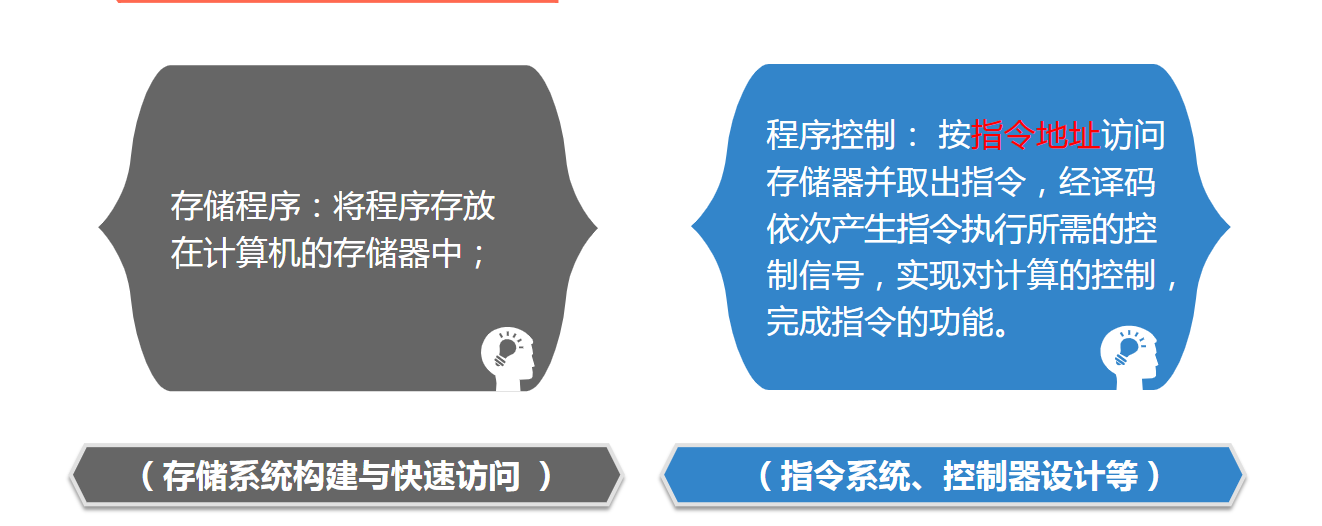 存储程序：将程序存放
在计算机的存储器中；
程序控制： 按指令地址访问
存储器并取出指令，经译码
依次产生指令执行所需的控
制信号，实现对计算的控制，
完成指令的功能。
（存储系统构建与快速访问 ）
（指令系统、控制器设计等）